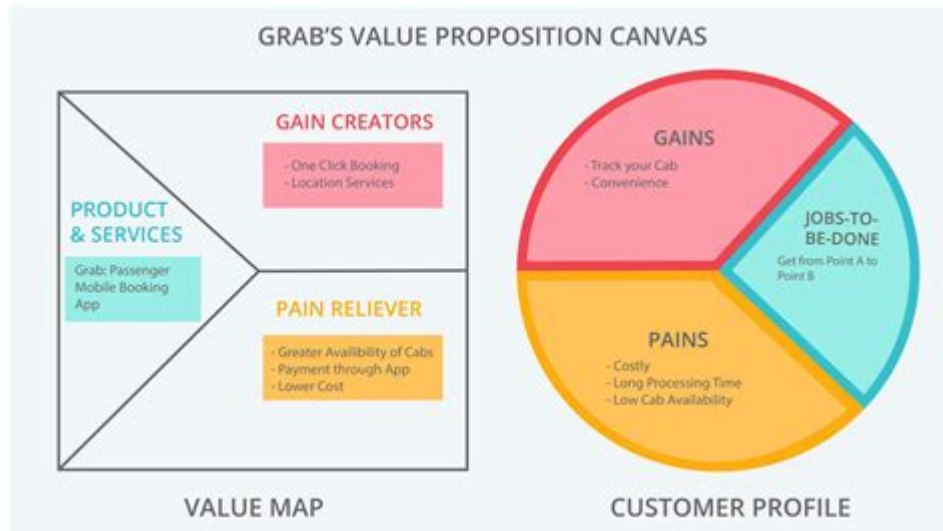 GRAB'S VALUE PROPOSITION CANVAS
GAIN CREATORS
- One Click Booking
- Location Services
PRODUCT
& SERVICES
Grab: Passenger
Mobile Booking
App
PAIN RELIEVER
- Greater Availibility of Cabs
- Payment through App
- Lower Cost
VALUE MAP
GAINS
- Track your Cab
- Convenience
JOBS-TO-
BE-DONE
Get from Point A to
Point B
PAINS
- Costly
- Long Processing Time
- Low Cab Availability
CUSTOMER PROFILE